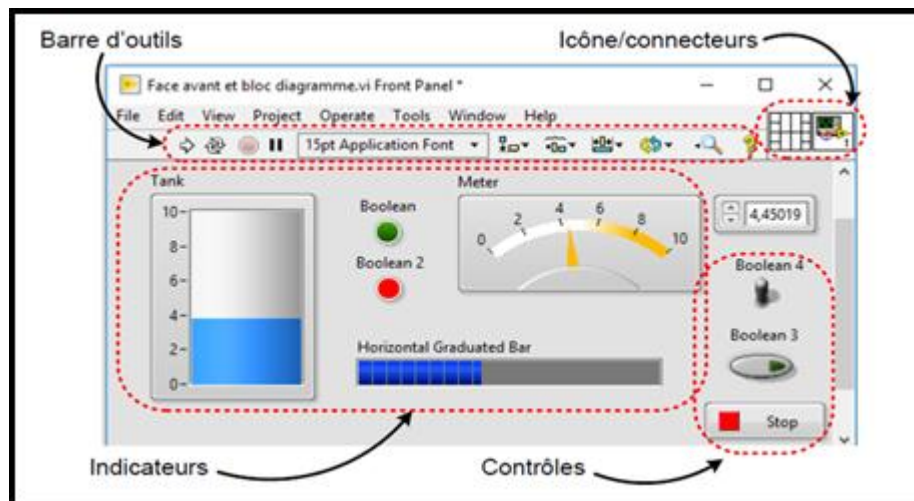 Barre d'outils
Icône/connecteurs
Face avant et bloc diagramme.vi Front Panel *
File Edit View Project Operate Tools Window Help
15pt Application Font
Tank
10
8
6
4
2
0
Boolean
Boolean 2
Meter
0 2 4 6 8 10
4,45019
Boolean 4
Boolean 3
Horizontal Graduated Bar
Stop
Indicateurs
Contrôles